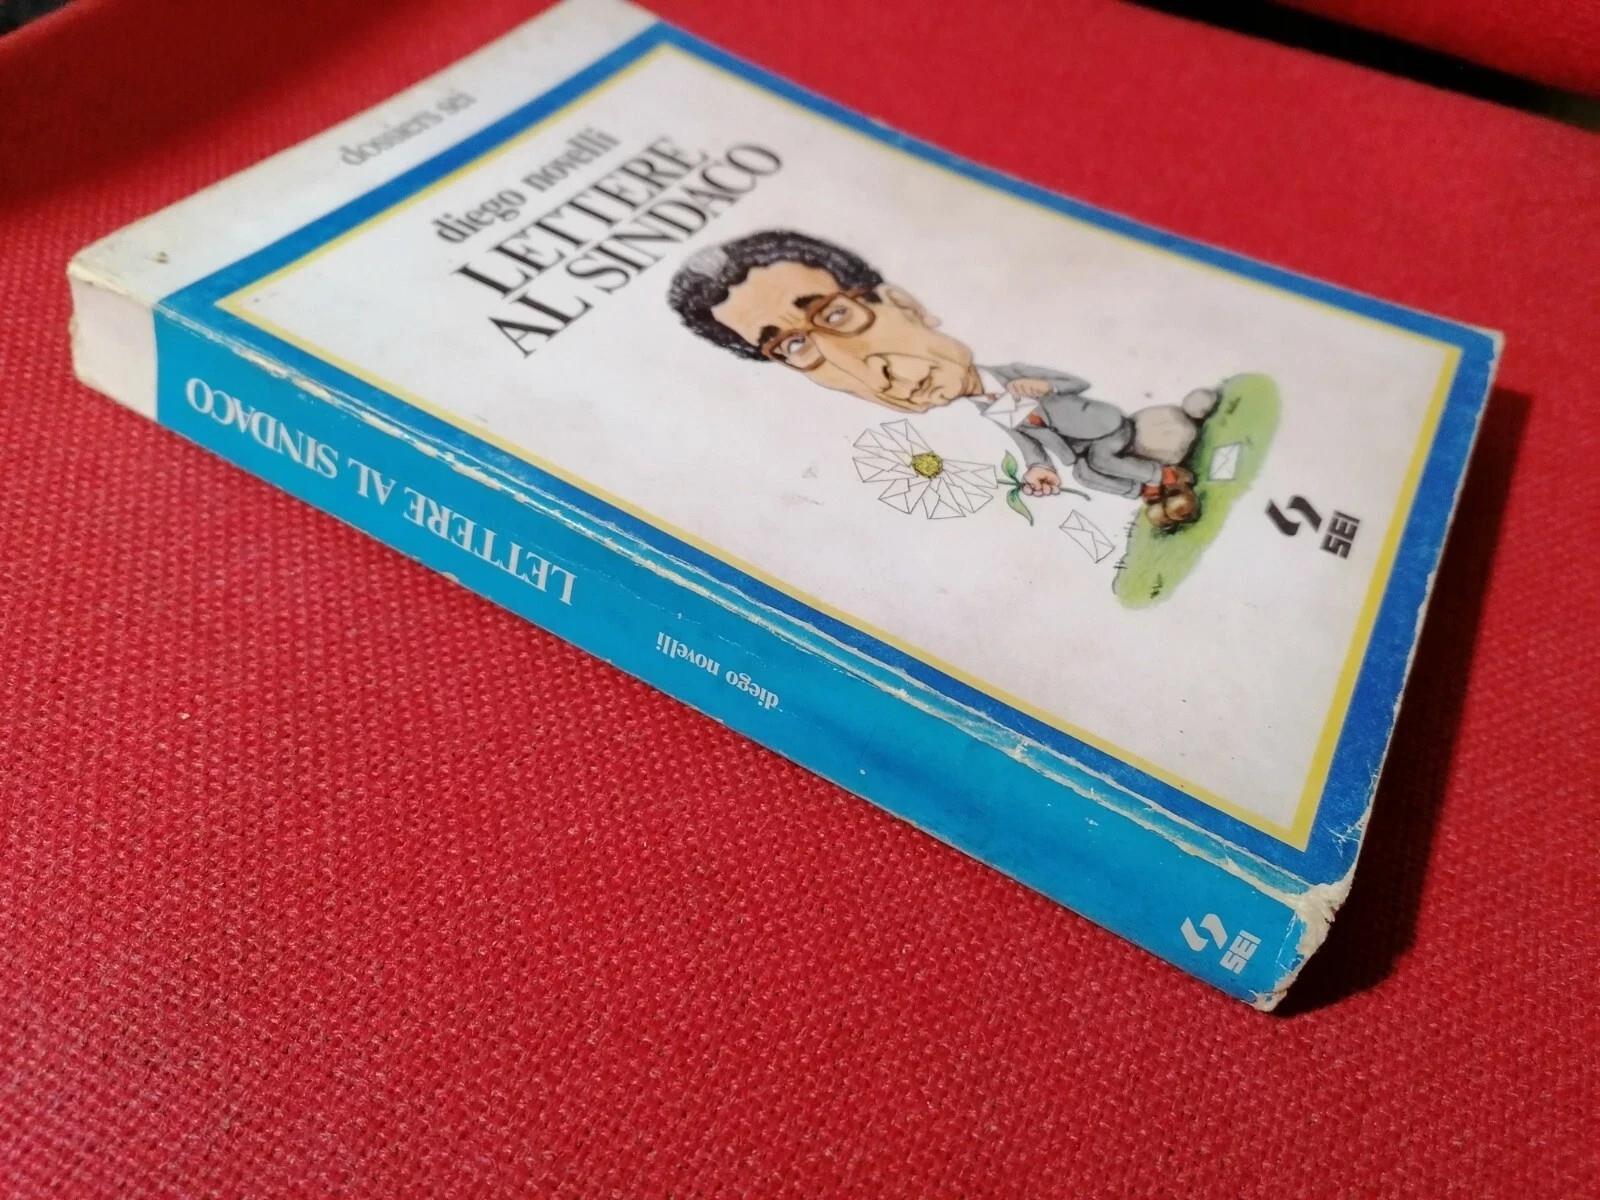 dossiers sei
diego novelli
LETTERE
AL SINDACO
SEI
LETTERE AL SINDACO
diego novelli
SEI